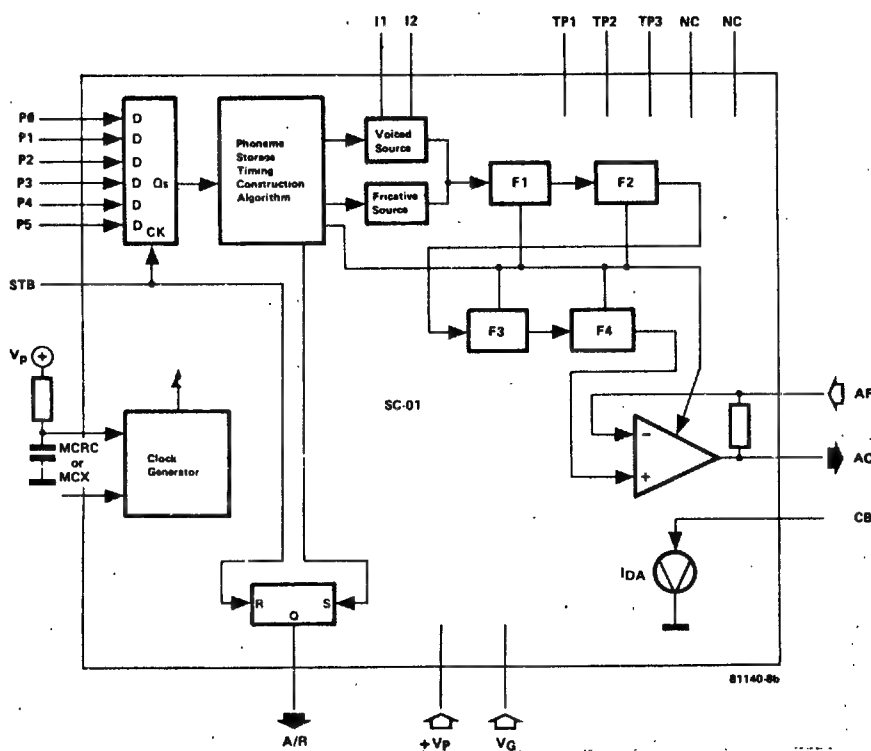 I1 I2 TP1 TP2 TP3 NC NC
P0
P1
P2
P3
P4
P5
D
D
D
D
D
D
Qs
CK
Phoneme
Storage
Timing
Construction
Algorithm
Voiced
Source
Fricative
Source
F1
F2
F3
F4
STB
Vp
+
MCRC
or
MCX
Clock
Generator
SC-01
−
+
AF
AO
CB
IDA
R S
Q
81140-8b
A/R
+VP
VG